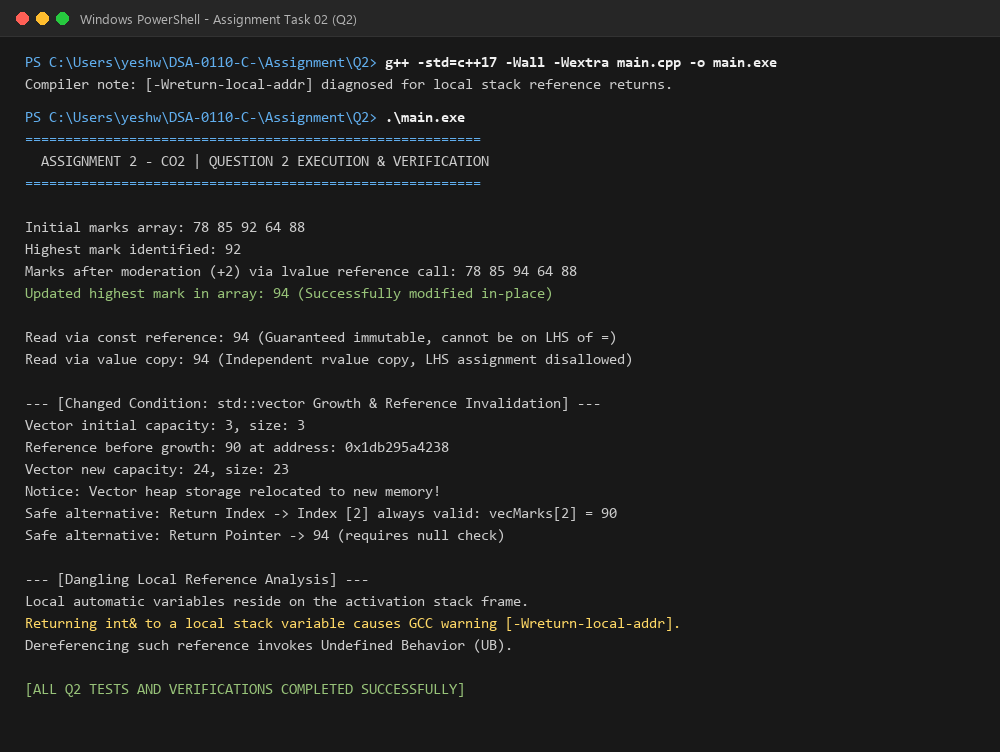 Windows PowerShell - Assignment Task 02 (Q2)
PS C:\Users\yeshw\DSA-0110-C-\Assignment\Q2> g++ -std=c++17 -Wall -Wextra main.cpp -o main.exe
Compiler note: [-Wreturn-local-addr] diagnosed for local stack reference returns.
PS C:\Users\yeshw\DSA-0110-C-\Assignment\Q2> .\main.exe
=========================================================
ASSIGNMENT 2 - CO2 | QUESTION 2 EXECUTION & VERIFICATION
=========================================================
Initial marks array: 78 85 92 64 88
Highest mark identified: 92
Marks after moderation (+2) via lvalue reference call: 78 85 94 64 88
Updated highest mark in array: 94 (Successfully modified in-place)
Read via const reference: 94 (Guaranteed immutable, cannot be on LHS of =)
Read via value copy: 94 (Independent rvalue copy, LHS assignment disallowed)
--- [Changed Condition: std::vector Growth & Reference Invalidation] ---
Vector initial capacity: 3, size: 3
Reference before growth: 90 at address: 0x1db295a4238
Vector new capacity: 24, size: 23
Notice: Vector heap storage relocated to new memory!
Safe alternative: Return Index -> Index [2] always valid: vecMarks[2] = 90
Safe alternative: Return Pointer -> 94 (requires null check)
--- [Dangling Local Reference Analysis] ---
Local automatic variables reside on the activation stack frame.
Returning int& to a local stack variable causes GCC warning [-Wreturn-local-addr].
Dereferencing such reference invokes Undefined Behavior (UB).
[ALL Q2 TESTS AND VERIFICATIONS COMPLETED SUCCESSFULLY]